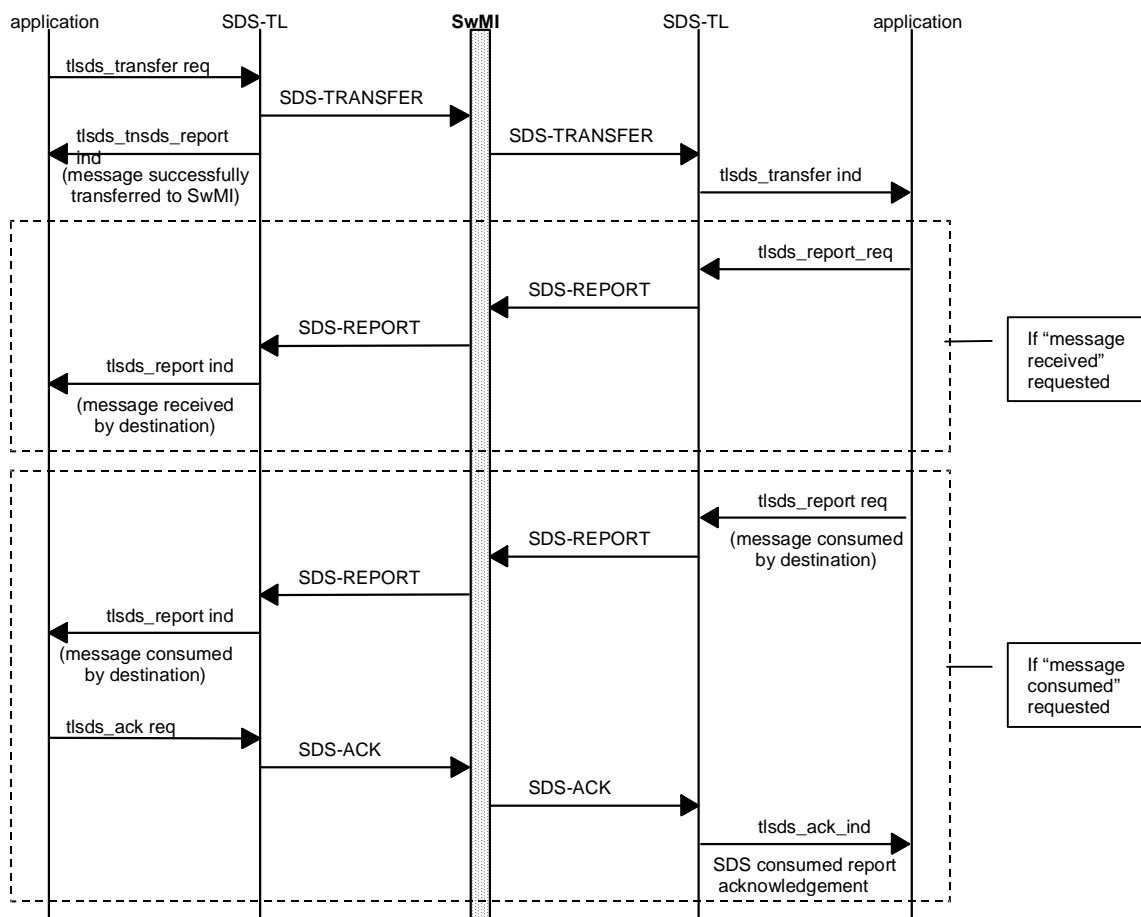 application
SDS-TL
SwMI
SDS-TL
application
tlsds_transfer req
SDS-TRANSFER
tlsds_tnsds_report
ind
SDS-TRANSFER
(message successfully
transferred to SwMI)
tlsds_transfer ind
tlsds_report_req
SDS-REPORT
SDS-REPORT
If “message
received”
requested
tlsds_report ind
(message received
by destination)
tlsds_report req
SDS-REPORT
(message consumed
by destination)
SDS-REPORT
tlsds_report ind
(message consumed
by destination)
If “message
consumed”
requested
tlsds_ack req
SDS-ACK
SDS-ACK
tlsds_ack_ind
SDS consumed report
acknowledgement